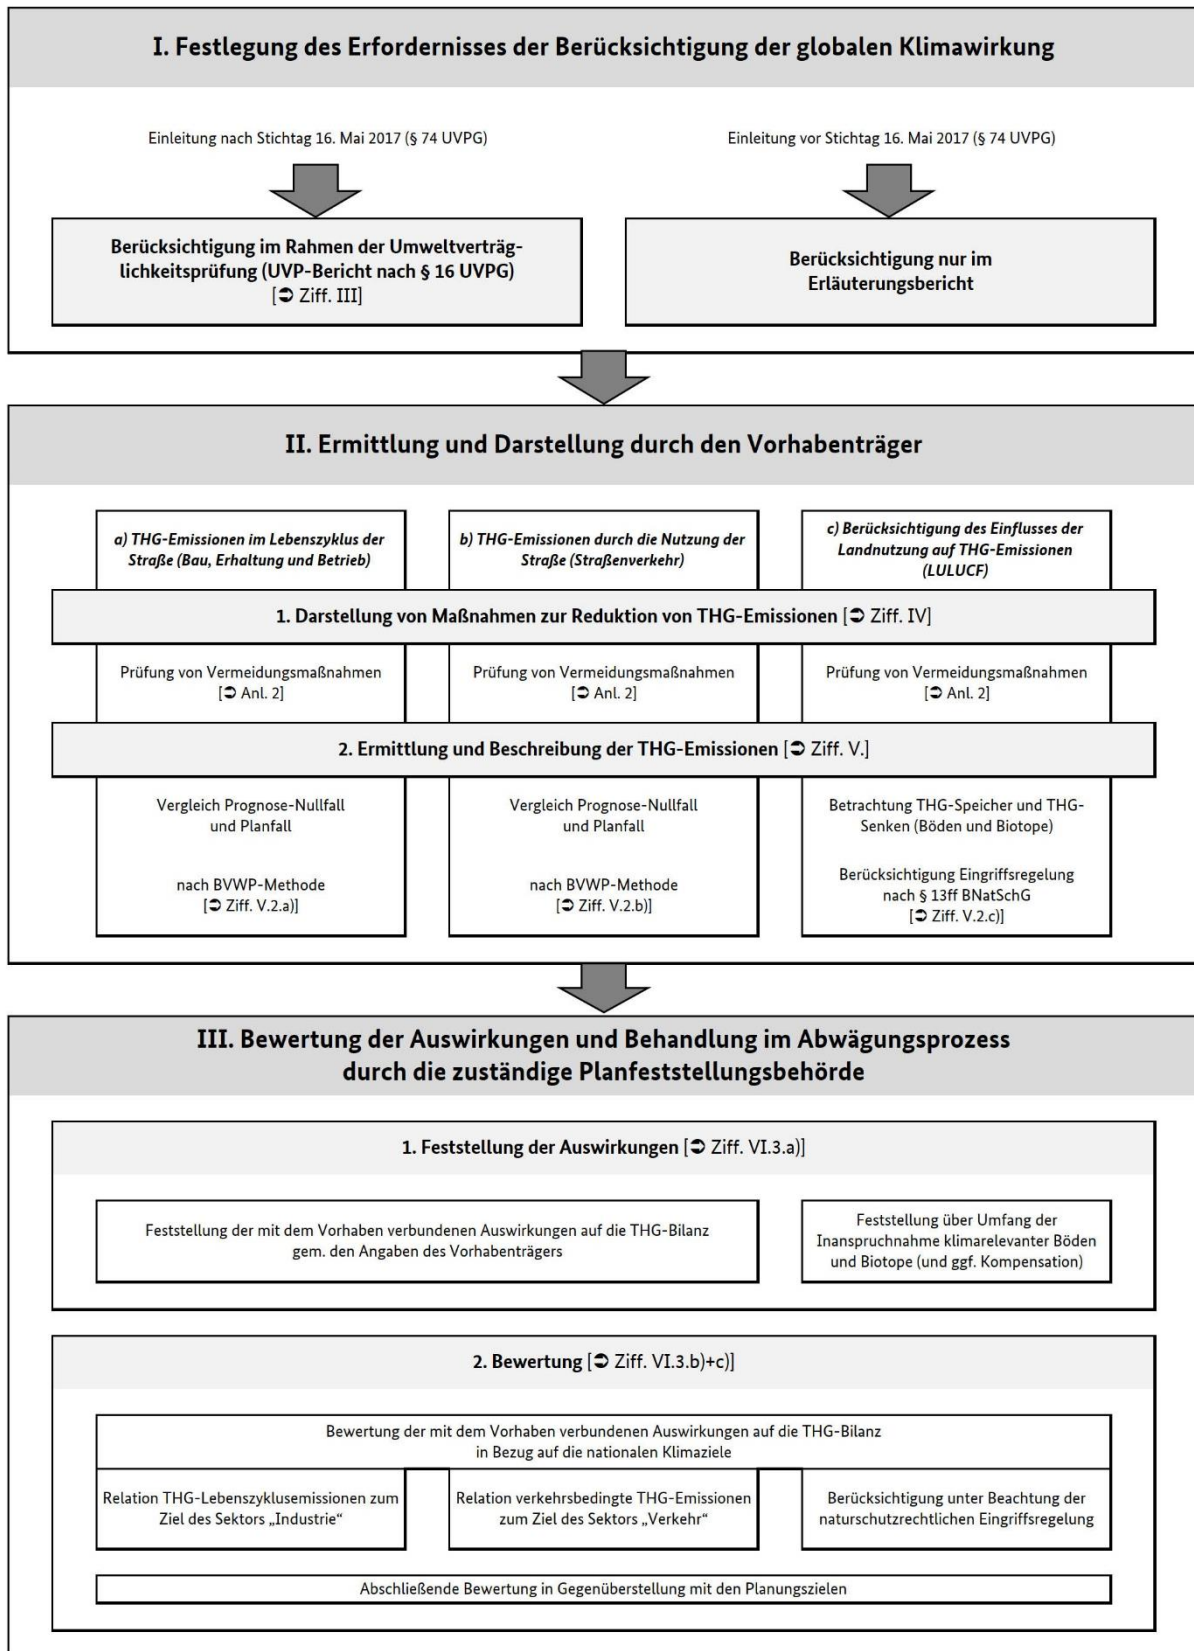 I. Festlegung des Erfordernisses der Berücksichtigung der globalen Klimawirkung
Einleitung nach Stichtag 16. Mai 2017 (§ 74 UVPG)
Einleitung vor Stichtag 16. Mai 2017 (§ 74 UVPG)
Berücksichtigung im Rahmen der Umweltverträg-
lichkeitsprüfung (UVP-Bericht nach § 16 UVPG)
[➲ Ziff. III]
Berücksichtigung nur im
Erläuterungsbericht
II. Ermittlung und Darstellung durch den Vorhabenträger
a) THG-Emissionen im Lebenszyklus der
Straße (Bau, Erhaltung und Betrieb)
b) THG-Emissionen durch die Nutzung der
Straße (Straßenverkehr)
c) Berücksichtigung des Einflusses der
Landnutzung auf THG-Emissionen
(LULUCF)
1. Darstellung von Maßnahmen zur Reduktion von THG-Emissionen [➲ Ziff. IV]
Prüfung von Vermeidungsmaßnahmen
[➲ Anl. 2]
Prüfung von Vermeidungsmaßnahmen
[➲ Anl. 2]
Prüfung von Vermeidungsmaßnahmen
[➲ Anl. 2]
2. Ermittlung und Beschreibung der THG-Emissionen [➲ Ziff. V.]
Vergleich Prognose-Nullfall
und Planfall
nach BVWP-Methode
[➲ Ziff. V.2.a)]
Vergleich Prognose-Nullfall
und Planfall
nach BVWP-Methode
[➲ Ziff. V.2.b)]
Betrachtung THG-Speicher und THG-
Senken (Böden und Biotope)
Berücksichtigung Eingriffsregelung
nach § 13ff BNatSchG
[➲ Ziff. V.2.c)]
III. Bewertung der Auswirkungen und Behandlung im Abwägungsprozess
durch die zuständige Planfeststellungsbehörde
1. Feststellung der Auswirkungen [➲ Ziff. VI.3.a)]
Feststellung der mit dem Vorhaben verbundenen Auswirkungen auf die THG-Bilanz
gem. den Angaben des Vorhabenträgers
Feststellung über Umfang der
Inanspruchnahme klimarelevanter Böden
und Biotope (und ggf. Kompensation)
2. Bewertung [➲ Ziff. VI.3.b)+c)]
Bewertung der mit dem Vorhaben verbundenen Auswirkungen auf die THG-Bilanz
in Bezug auf die nationalen Klimaziele
Relation THG-Lebenszyklusemissionen zum
Ziel des Sektors „Industrie“
Relation verkehrsbedingte THG-Emissionen
zum Ziel des Sektors „Verkehr“
Berücksichtigung unter Beachtung der
naturschutzrechtlichen Eingriffsregelung
Abschließende Bewertung in Gegenüberstellung mit den Planungszielen